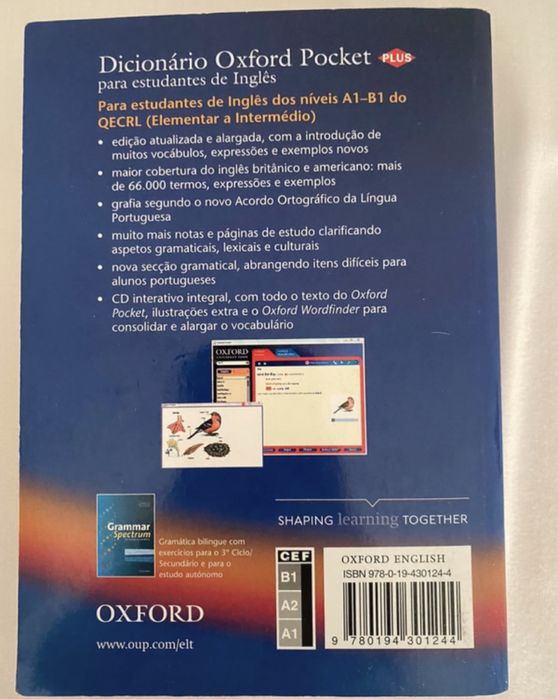 Dicionário Oxford Pocket PLUS
para estudantes de Inglês
Para estudantes de Inglês dos níveis A1–B1 do
QECRL (Elementar a Intermédio)
• edição atualizada e alargada, com a introdução de
muitos vocábulos, expressões e exemplos novos
• maior cobertura do inglês britânico e americano: mais
de 66.000 termos, expressões e exemplos
• grafia segundo o novo Acordo Ortográfico da Língua
Portuguesa
• muito mais notas e páginas de estudo clarificando
aspetos gramaticais, lexicais e culturais
• nova secção gramatical, abrangendo itens difíceis para
alunos portugueses
• CD interativo integral, com todo o texto do Oxford
Pocket, ilustrações extra e o Oxford Wordfinder para
consolidar e alargar o vocabulário
OXFORD
Grammar
Spectrum
Gramática bilingue com
exercícios para o 3º Ciclo/
Secundário e para o
estudo autónomo
SHAPING learning TOGETHER
CEF
B1
A2
A1
OXFORD ENGLISH
ISBN 978-0-19-430124-4
9 780194 301244
OXFORD
www.oup.com/elt